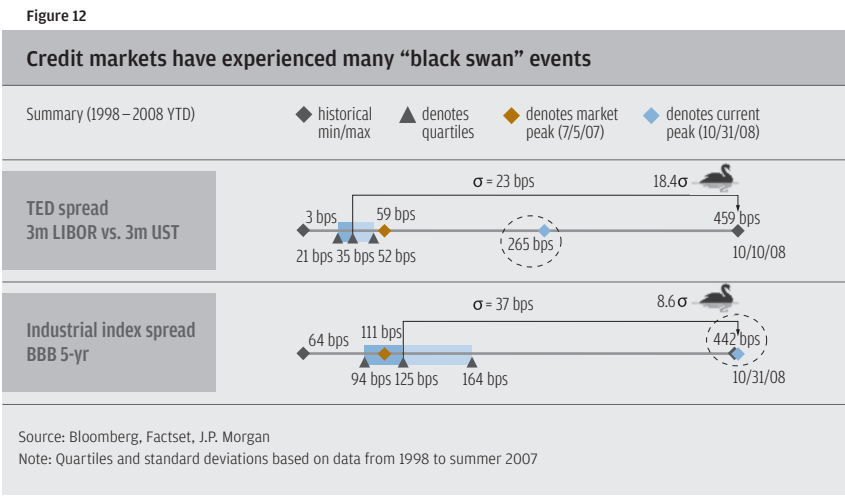 Figure 12
Credit markets have experienced many “black swan” events
Summary (1998–2008 YTD)
historical
min/max
denotes
quartiles
denotes market
peak (7/5/07)
denotes current
peak (10/31/08)
TED spread
3m LIBOR vs. 3m UST
σ = 23 bps
18.4σ
3 bps
59 bps
459 bps
265 bps
21 bps 35 bps 52 bps
10/10/08
Industrial index spread
BBB 5-yr
σ = 37 bps
8.6σ
64 bps
111 bps
442 bps
94 bps 125 bps
164 bps
10/31/08
Source: Bloomberg, Factset, J.P. Morgan
Note: Quartiles and standard deviations based on data from 1998 to summer 2007